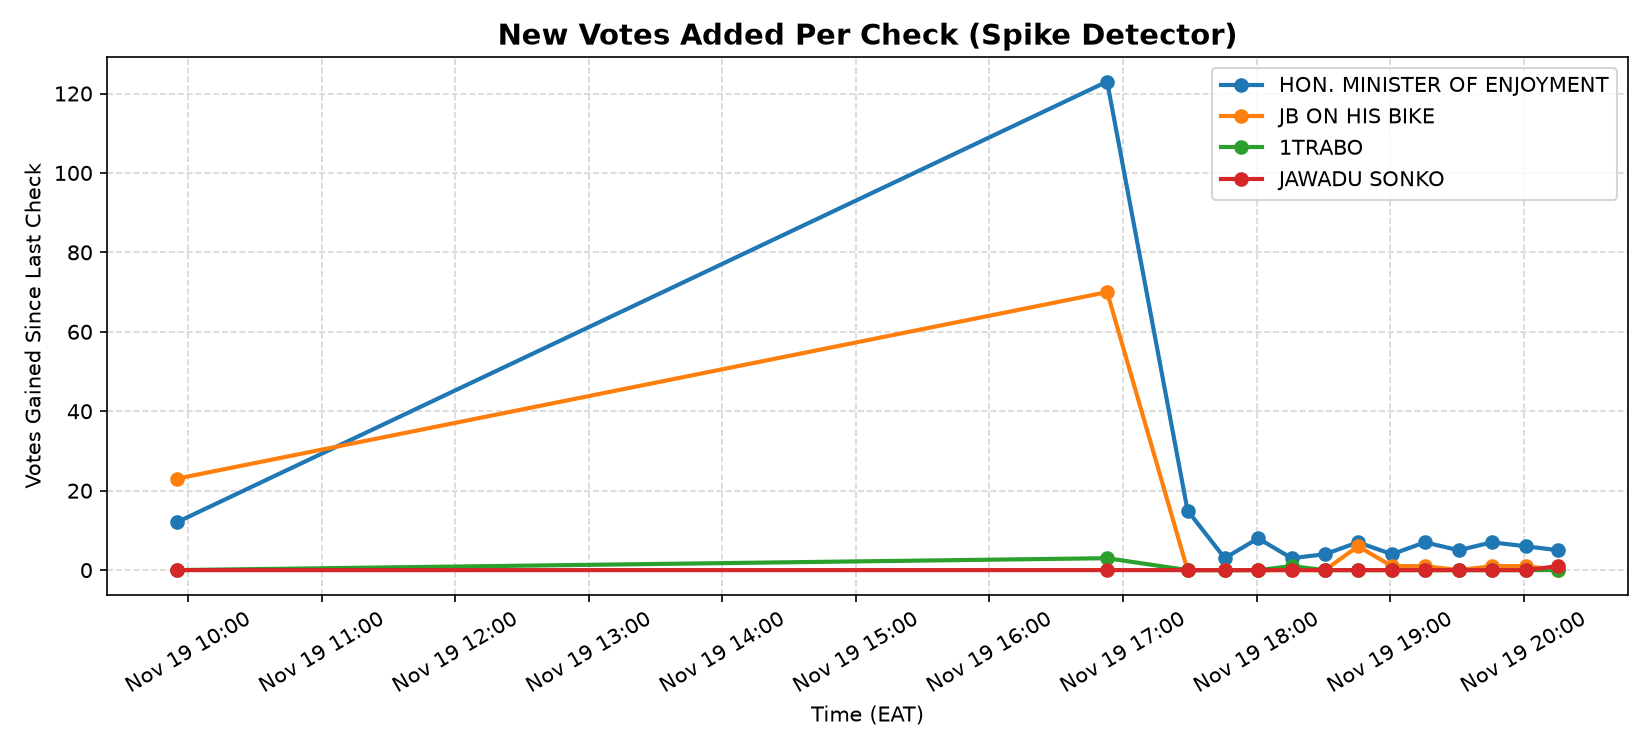 New Votes Added Per Check (Spike Detector)
HON. MINISTER OF ENJOYMENT
JB ON HIS BIKE
1TRABO
JAWADU SONKO
Votes Gained Since Last Check
120
100
80
60
40
20
0
Nov 19 10:00
Nov 19 11:00
Nov 19 12:00
Nov 19 13:00
Nov 19 14:00
Nov 19 15:00
Nov 19 16:00
Nov 19 17:00
Nov 19 18:00
Nov 19 19:00
Nov 19 20:00
Time (EAT)